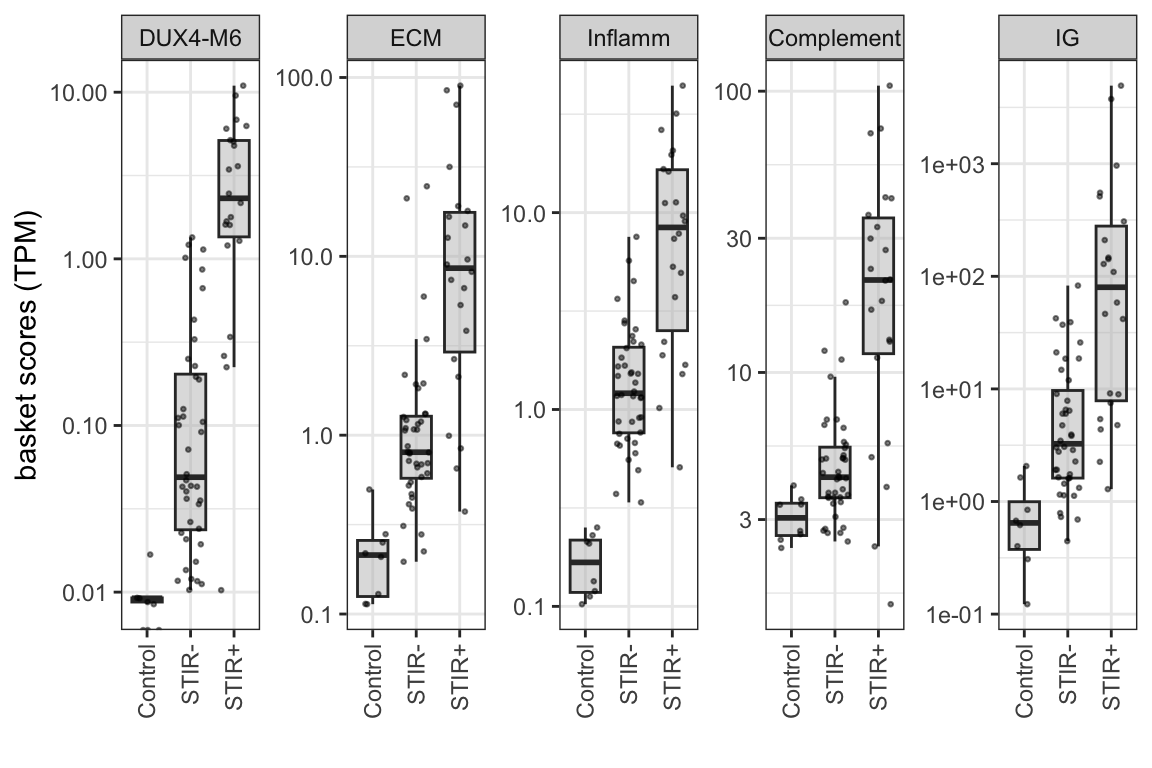 DUX4-M6
ECM
Inflamm
Complement
IG
basket scores (TPM)
10.00
1.00
0.10
0.01
100.0
10.0
1.0
0.1
10.0
1.0
0.1
100
30
10
3
1e+03
1e+02
1e+01
1e+00
1e-01
Control
STIR-
STIR+
Control
STIR-
STIR+
Control
STIR-
STIR+
Control
STIR-
STIR+
Control
STIR-
STIR+